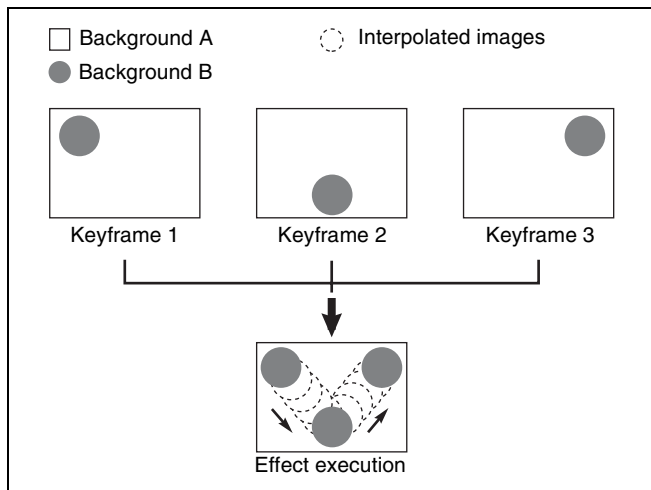 Background A
Interpolated images
Background B
Keyframe 1
Keyframe 2
Keyframe 3
Effect execution